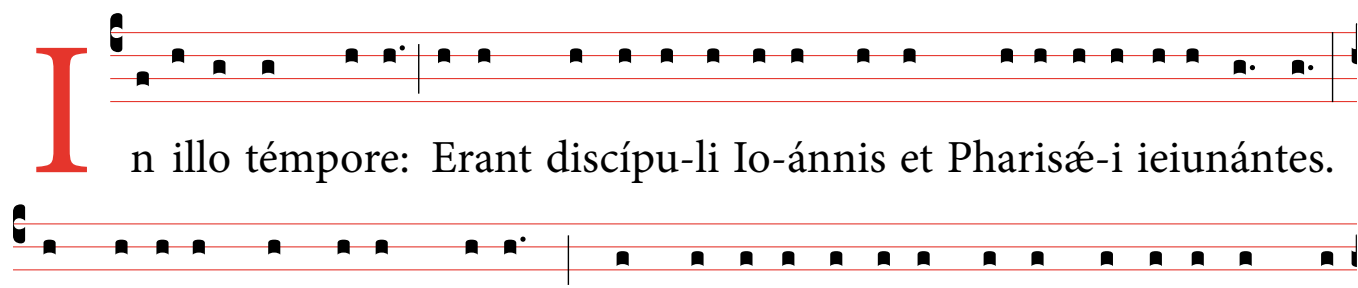 In illo témpore: Erant discípu-li Io-ánnis et Pharisǽ-i ieiunántes.